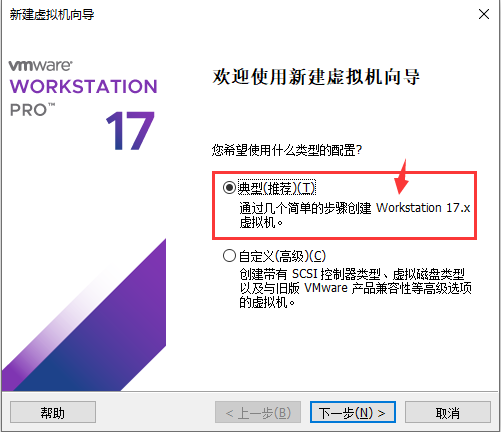 新建虚拟机向导
vmware
WORKSTATION
PRO™
17
欢迎使用新建虚拟机向导
您希望使用什么类型的配置?
典型(推荐)(T)
通过几个简单的步骤创建 Workstation 17.x
虚拟机。
自定义(高级)(C)
创建带有 SCSI 控制器类型、虚拟磁盘类型
以及与旧版 VMware 产品兼容性等高级选项
的虚拟机。
帮助
< 上一步(B)
下一步(N) >
取消